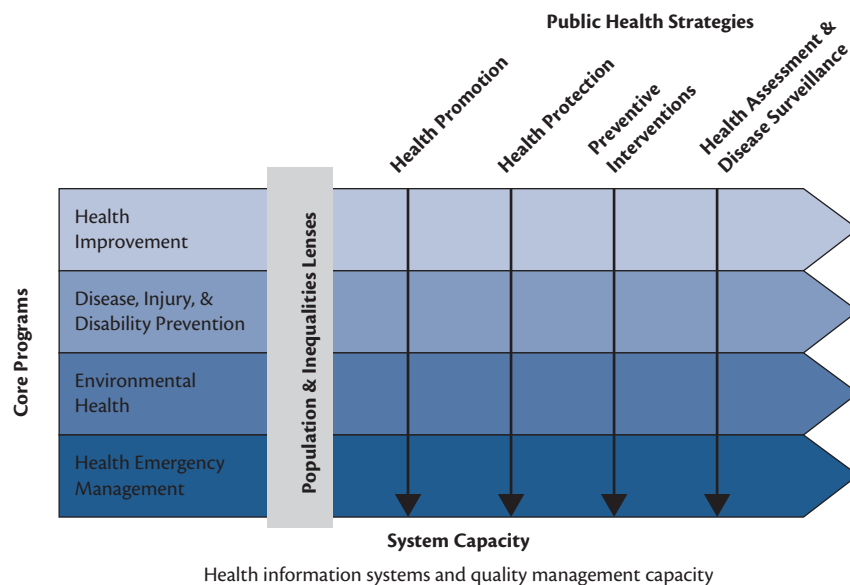 Public Health Strategies
Health Promotion
Health Protection
Preventive
Interventions
Health Assessment &
Disease Surveillance
Core Programs
Health
Improvement
Disease, Injury, &
Disability Prevention
Environmental
Health
Health Emergency
Management
Population & Inequalities Lenses
System Capacity
Health information systems and quality management capacity